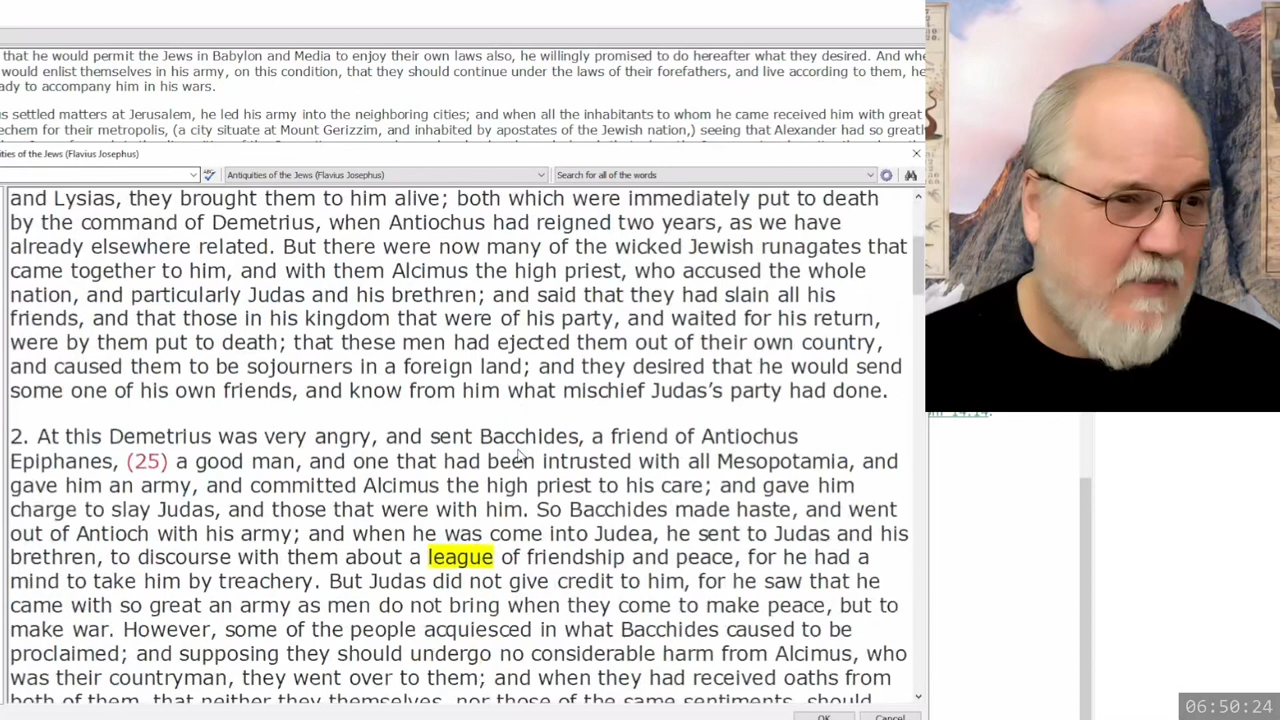 that he would permit the Jews in Babylon and Media to enjoy their own laws also, he willingly promised to do hereafter what they desired. And
would enlist themselves in his army on this condition, that they should continue under the laws of their forefathers, and live according to them,
to accompany him in his wars.
settled matters at Jerusalem, he led his army into the neighboring cities; and when all the inhabitants to whom he came received him with great
for their metropolis, (a city situate at Mount Gerizzim, and inhabited by apostates of the Jewish nation,) seeing that Alexander had so
of the Jews (Flavius Josephus)
Antiquities of the Jews (Flavius Josephus)
Search for all of the words
and Lysias, they brought them to him alive; both which were immediately put to death
by the command of Demetrius, when Antiochus had reigned two years, as we have
already elsewhere related. But there were now many of the wicked Jewish runagates that
came together to him, and with them Alcimus the high priest, who accused the whole
nation, and particularly Judas and his brethren; and said that they had slain all his
friends, and that those in his kingdom that were of his party, and waited for his return,
were by them put to death; that these men had ejected them out of their own country,
and caused them to be sojourners in a foreign land; and they desired that he would send
some one of his own friends, and know from him what mischief Judas's party had done.
2. At this Demetrius was very angry, and sent Bacchides, a friend of Antiochus
Epiphanes, (25) a good man, and one that had been intrusted with all Mesopotamia, and
gave him an army, and committed Alcimus the high priest to his care; and gave him
charge to slay Judas, and those that were with him. So Bacchides made haste, and went
out of Antioch with his army; and when he was come into Judea, he sent to Judas and his
brethren, to discourse with them about a league of friendship and peace, for he had a
mind to take him by treachery. But Judas did not give credit to him, for he saw that he
came with so great an army as men do not bring when they come to make peace, but to
make war. However, some of the people acquiesced in what Bacchides caused to be
proclaimed; and supposing they should undergo no considerable harm from Alcimus, who
was their countryman, they went over to them; and when they had received oaths from
both of them, that neither they themselves, nor those of the same sentiments, should
OK
Cancel
14:14.
06:50:24